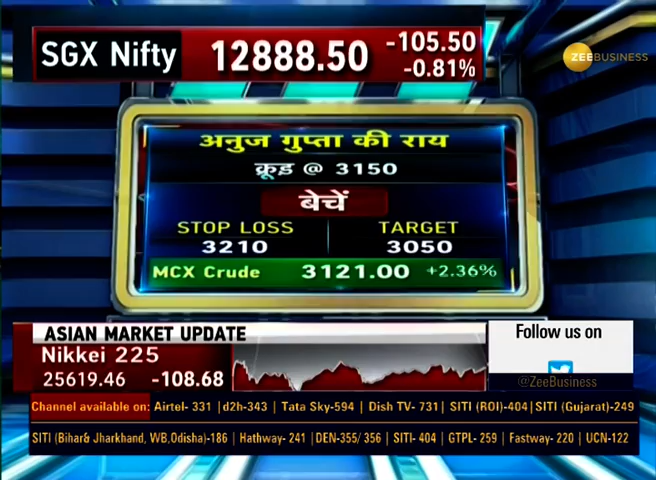 SGX Nifty 12888.50 -105.50
-0.81%
ZEEBUSINESS
अनुज गुप्ता की राय
क्रूड @ 3150
बेचें
STOP LOSS TARGET
3210 3050
MCX Crude 3121.00 +2.36%
ASIAN MARKET UPDATE
Nikkei 225
25619.46 -108.68
Follow us on
@ZeeBusiness
Channel available on: Airtel- 331 | d2h-343 | Tata Sky-594 | Dish TV- 731| SITI (ROI)-404| SITI (Gujarat)-249
SITI (Bihar& Jharkhand, WB,Odisha)-186 | Hathway- 241 |DEN-355/ 356 | SITI- 404 | GTPL- 259 | Fastway- 220 | UCN-122